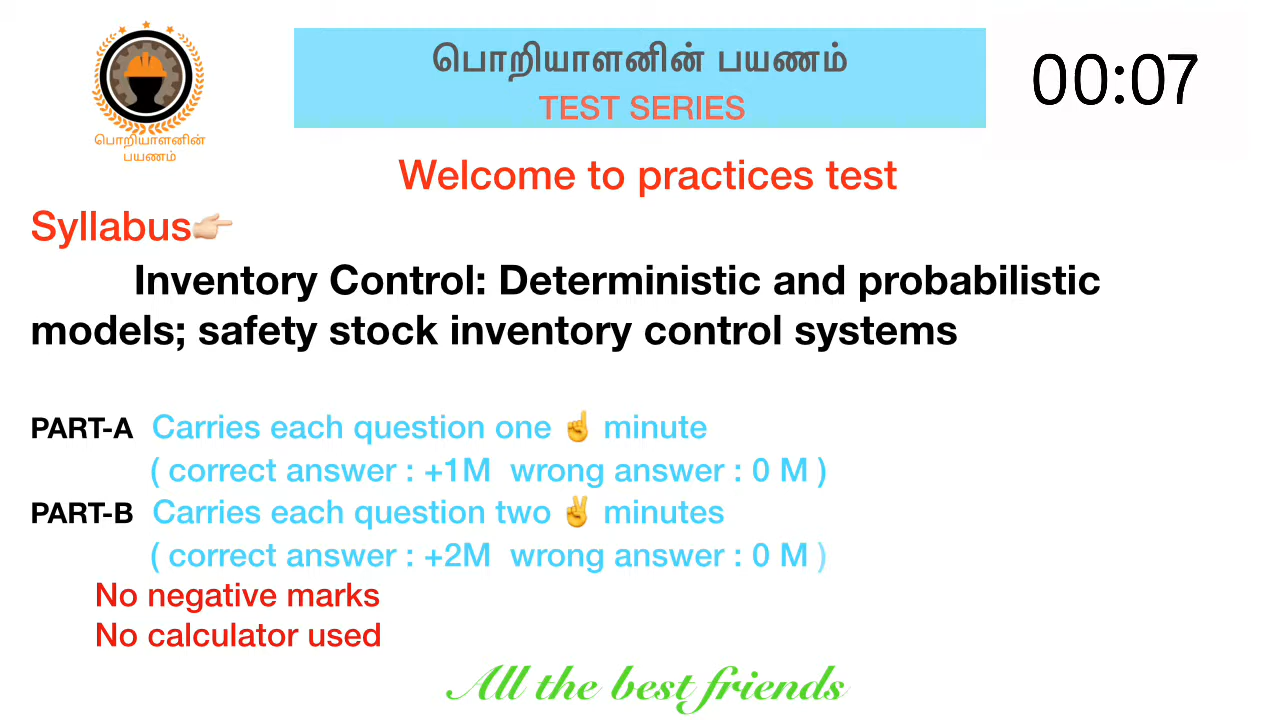 பொறியாளனின்
பயணம்
பொறியாளனின் பயணம்
TEST SERIES
00:07
Welcome to practices test
Syllabus👉🏻
Inventory Control: Deterministic and probabilistic
models; safety stock inventory control systems
PART-A Carries each question one ☝️ minute
( correct answer : +1M wrong answer : 0 M )
PART-B Carries each question two ✌️ minutes
( correct answer : +2M wrong answer : 0 M )
No negative marks
No calculator used
All the best friends